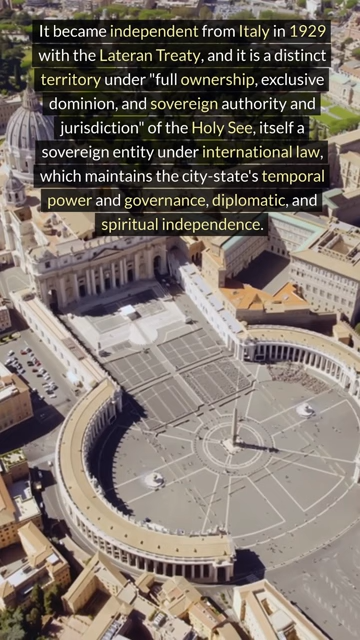 It became independent from Italy in 1929
with the Lateran Treaty, and it is a distinct
territory under "full ownership, exclusive
dominion, and sovereign authority and
jurisdiction" of the Holy See, itself a
sovereign entity under international law,
which maintains the city-state's temporal
power and governance, diplomatic, and
spiritual independence.